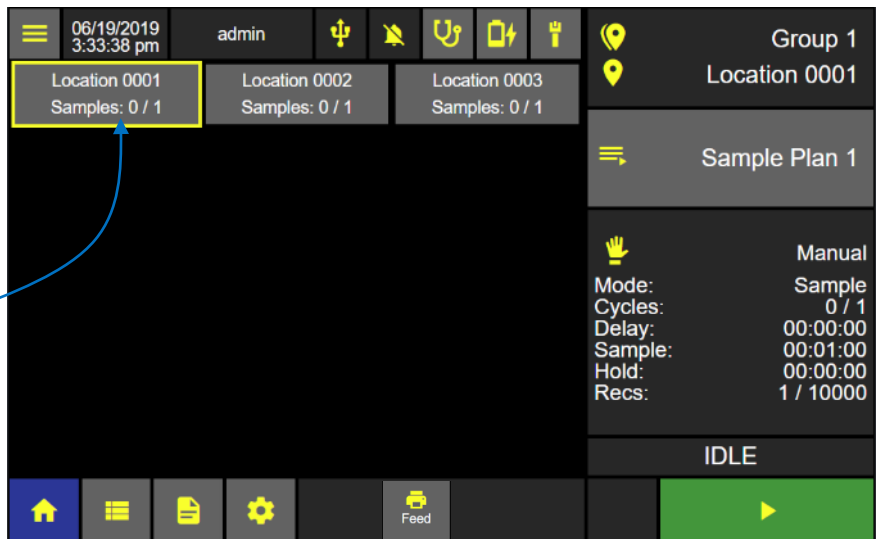 06/19/2019
3:33:38 pm
admin
Group 1
Location 0001
Location 0001
Samples: 0 / 1
Location 0002
Samples: 0 / 1
Location 0003
Samples: 0 / 1
Sample Plan 1
Manual
Mode: Sample
Cycles: 0 / 1
Delay: 00:00:00
Sample: 00:01:00
Hold: 00:00:00
Recs: 1 / 10000
IDLE
Feed